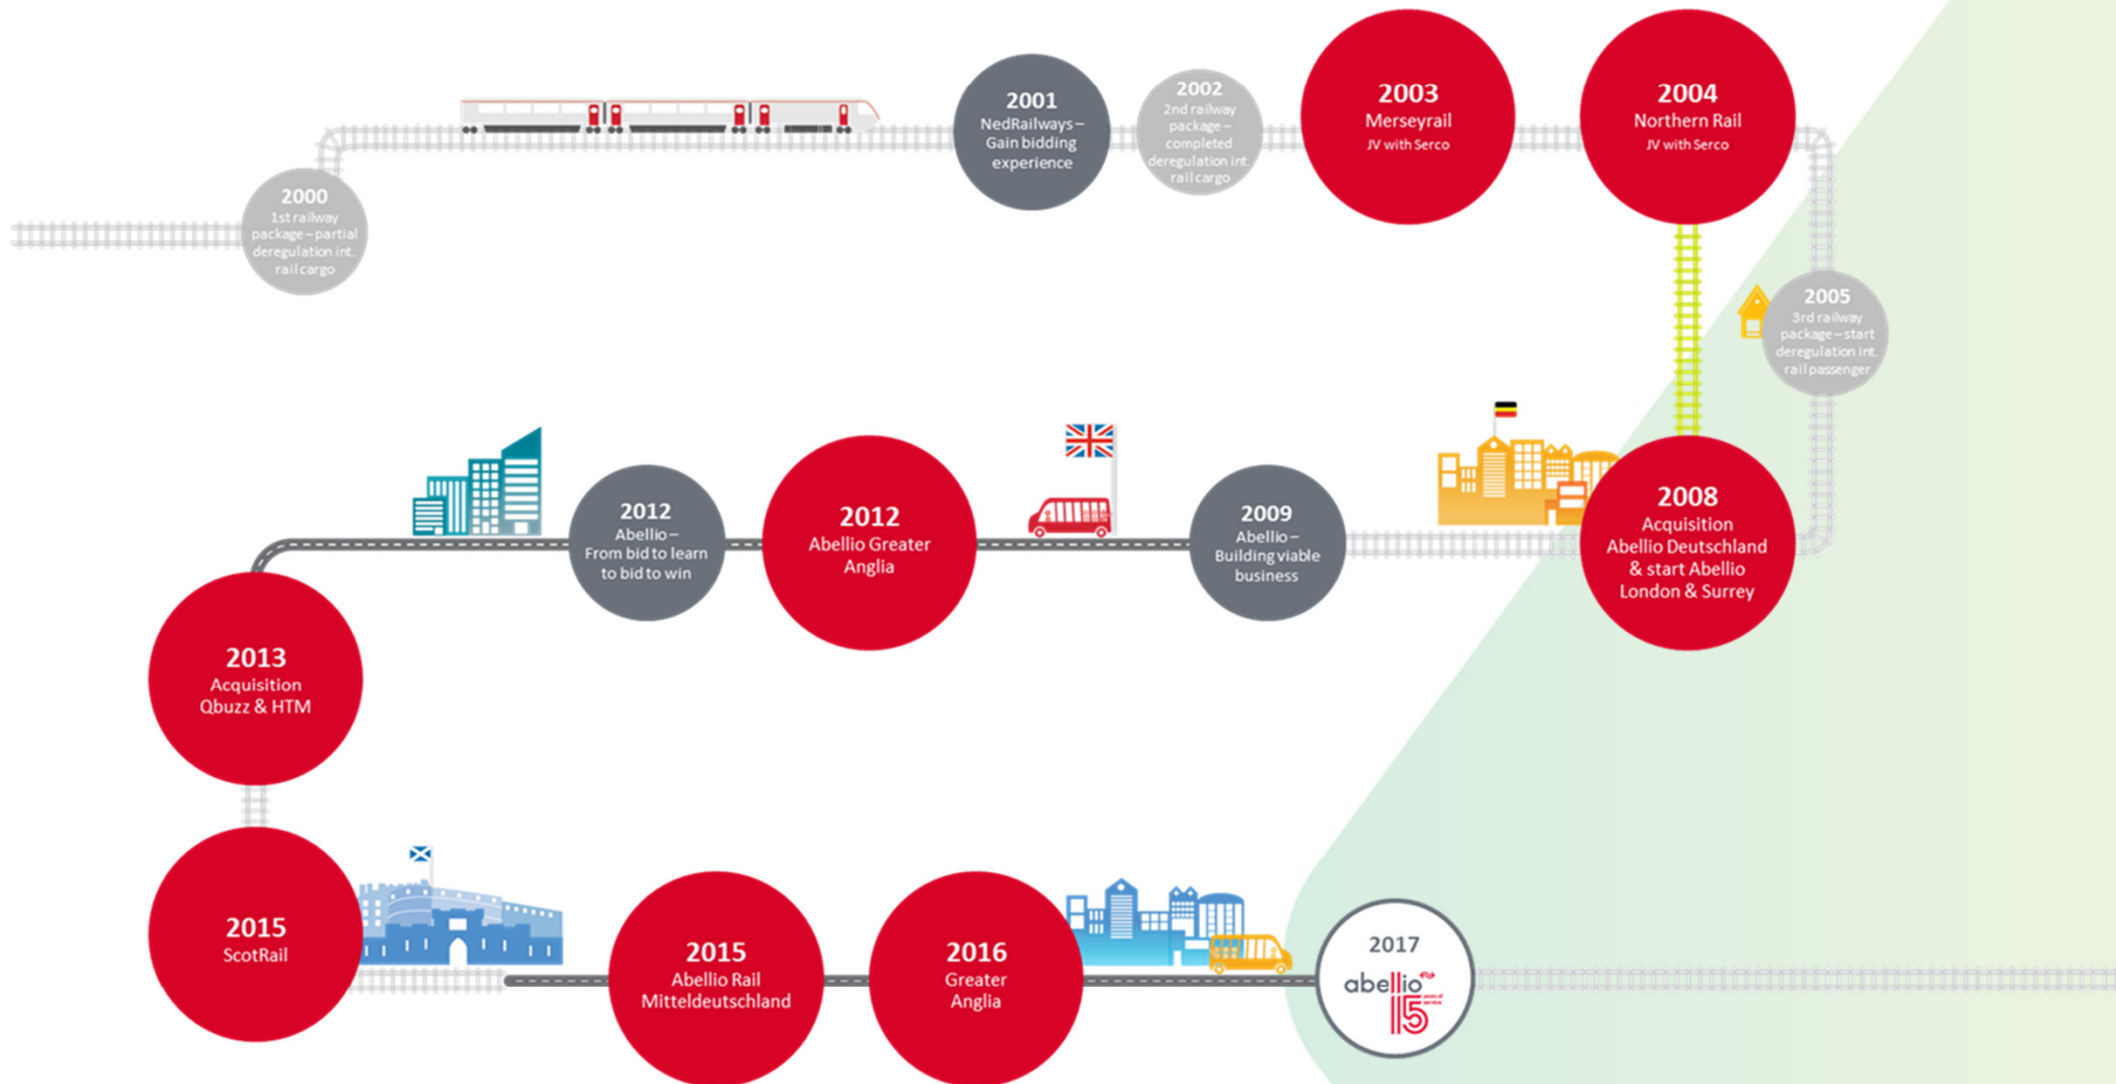 2000
1st railway
package – partial
deregulation int.
rail cargo
2001
NedRailways –
Gain bidding
experience
2002
2nd railway
package –
completed
deregulation int.
rail cargo
2003
Merseyrail
JV with Serco
2004
Northern Rail
JV with Serco
2005
3rd railway
package – start
deregulation int.
rail passenger
2008
Acquisition
Abellio Deutschland
& start Abellio
London & Surrey
2009
Abellio –
Building viable
business
2012
Abellio Greater
Anglia
2012
Abellio –
From bid to learn
to bid to win
2013
Acquisition
Qbuzz & HTM
2015
ScotRail
2015
Abellio Rail
Mitteldeutschland
2016
Greater
Anglia
2017
abellio
15
years of
service